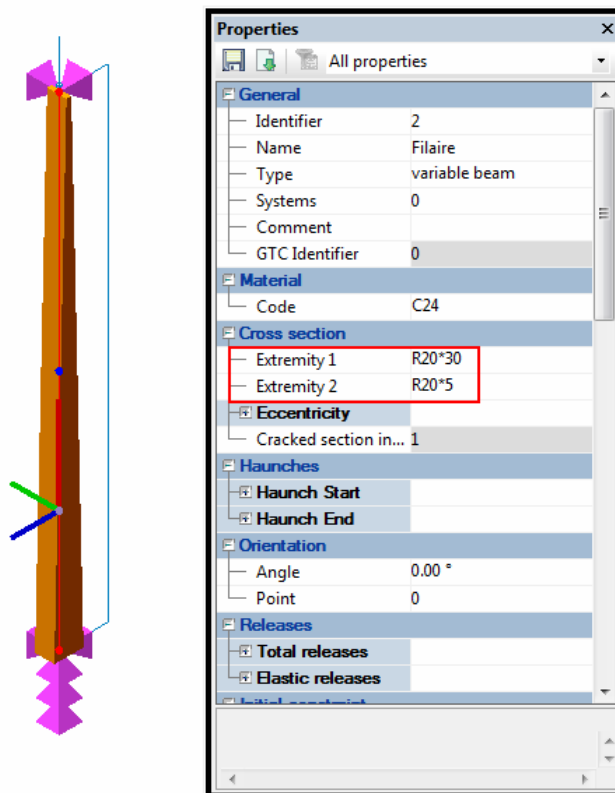 Properties
All properties
General
Identifier 2
Name Filaire
Type variable beam
Systems 0
Comment
GTC Identifier 0
Material
Code C24
Cross section
Extremity 1 R20*30
Extremity 2 R20*5
Eccentricity
Cracked section in... 1
Haunches
Haunch Start
Haunch End
Orientation
Angle 0.00 °
Point 0
Releases
Total releases
Elastic releases
Initial constraint